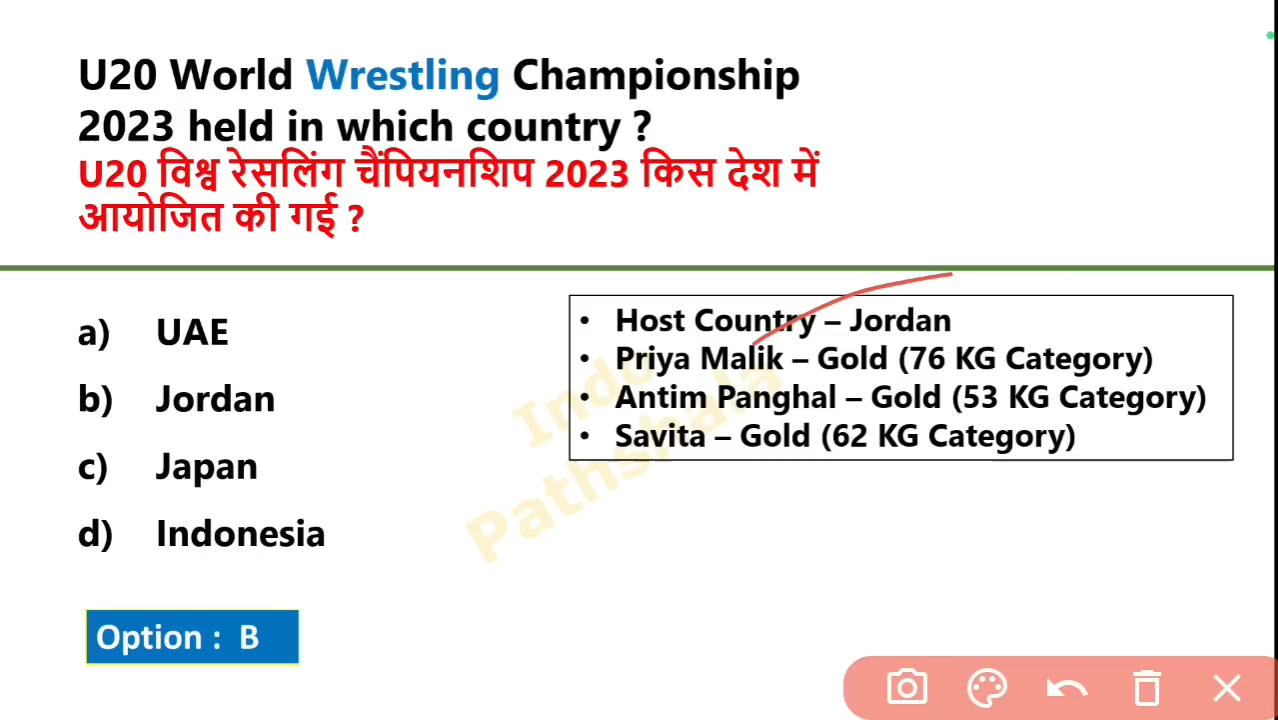 U20 World Wrestling Championship
2023 held in which country ?
U20 विश्व रेसलिंग चैंपियनशिप 2023 किस देश में
आयोजित की गई ?
a) UAE
b) Jordan
c) Japan
d) Indonesia
• Host Country – Jordan
• Priya Malik – Gold (76 KG Category)
• Antim Panghal – Gold (53 KG Category)
• Savita – Gold (62 KG Category)
Pathshala
Option : B